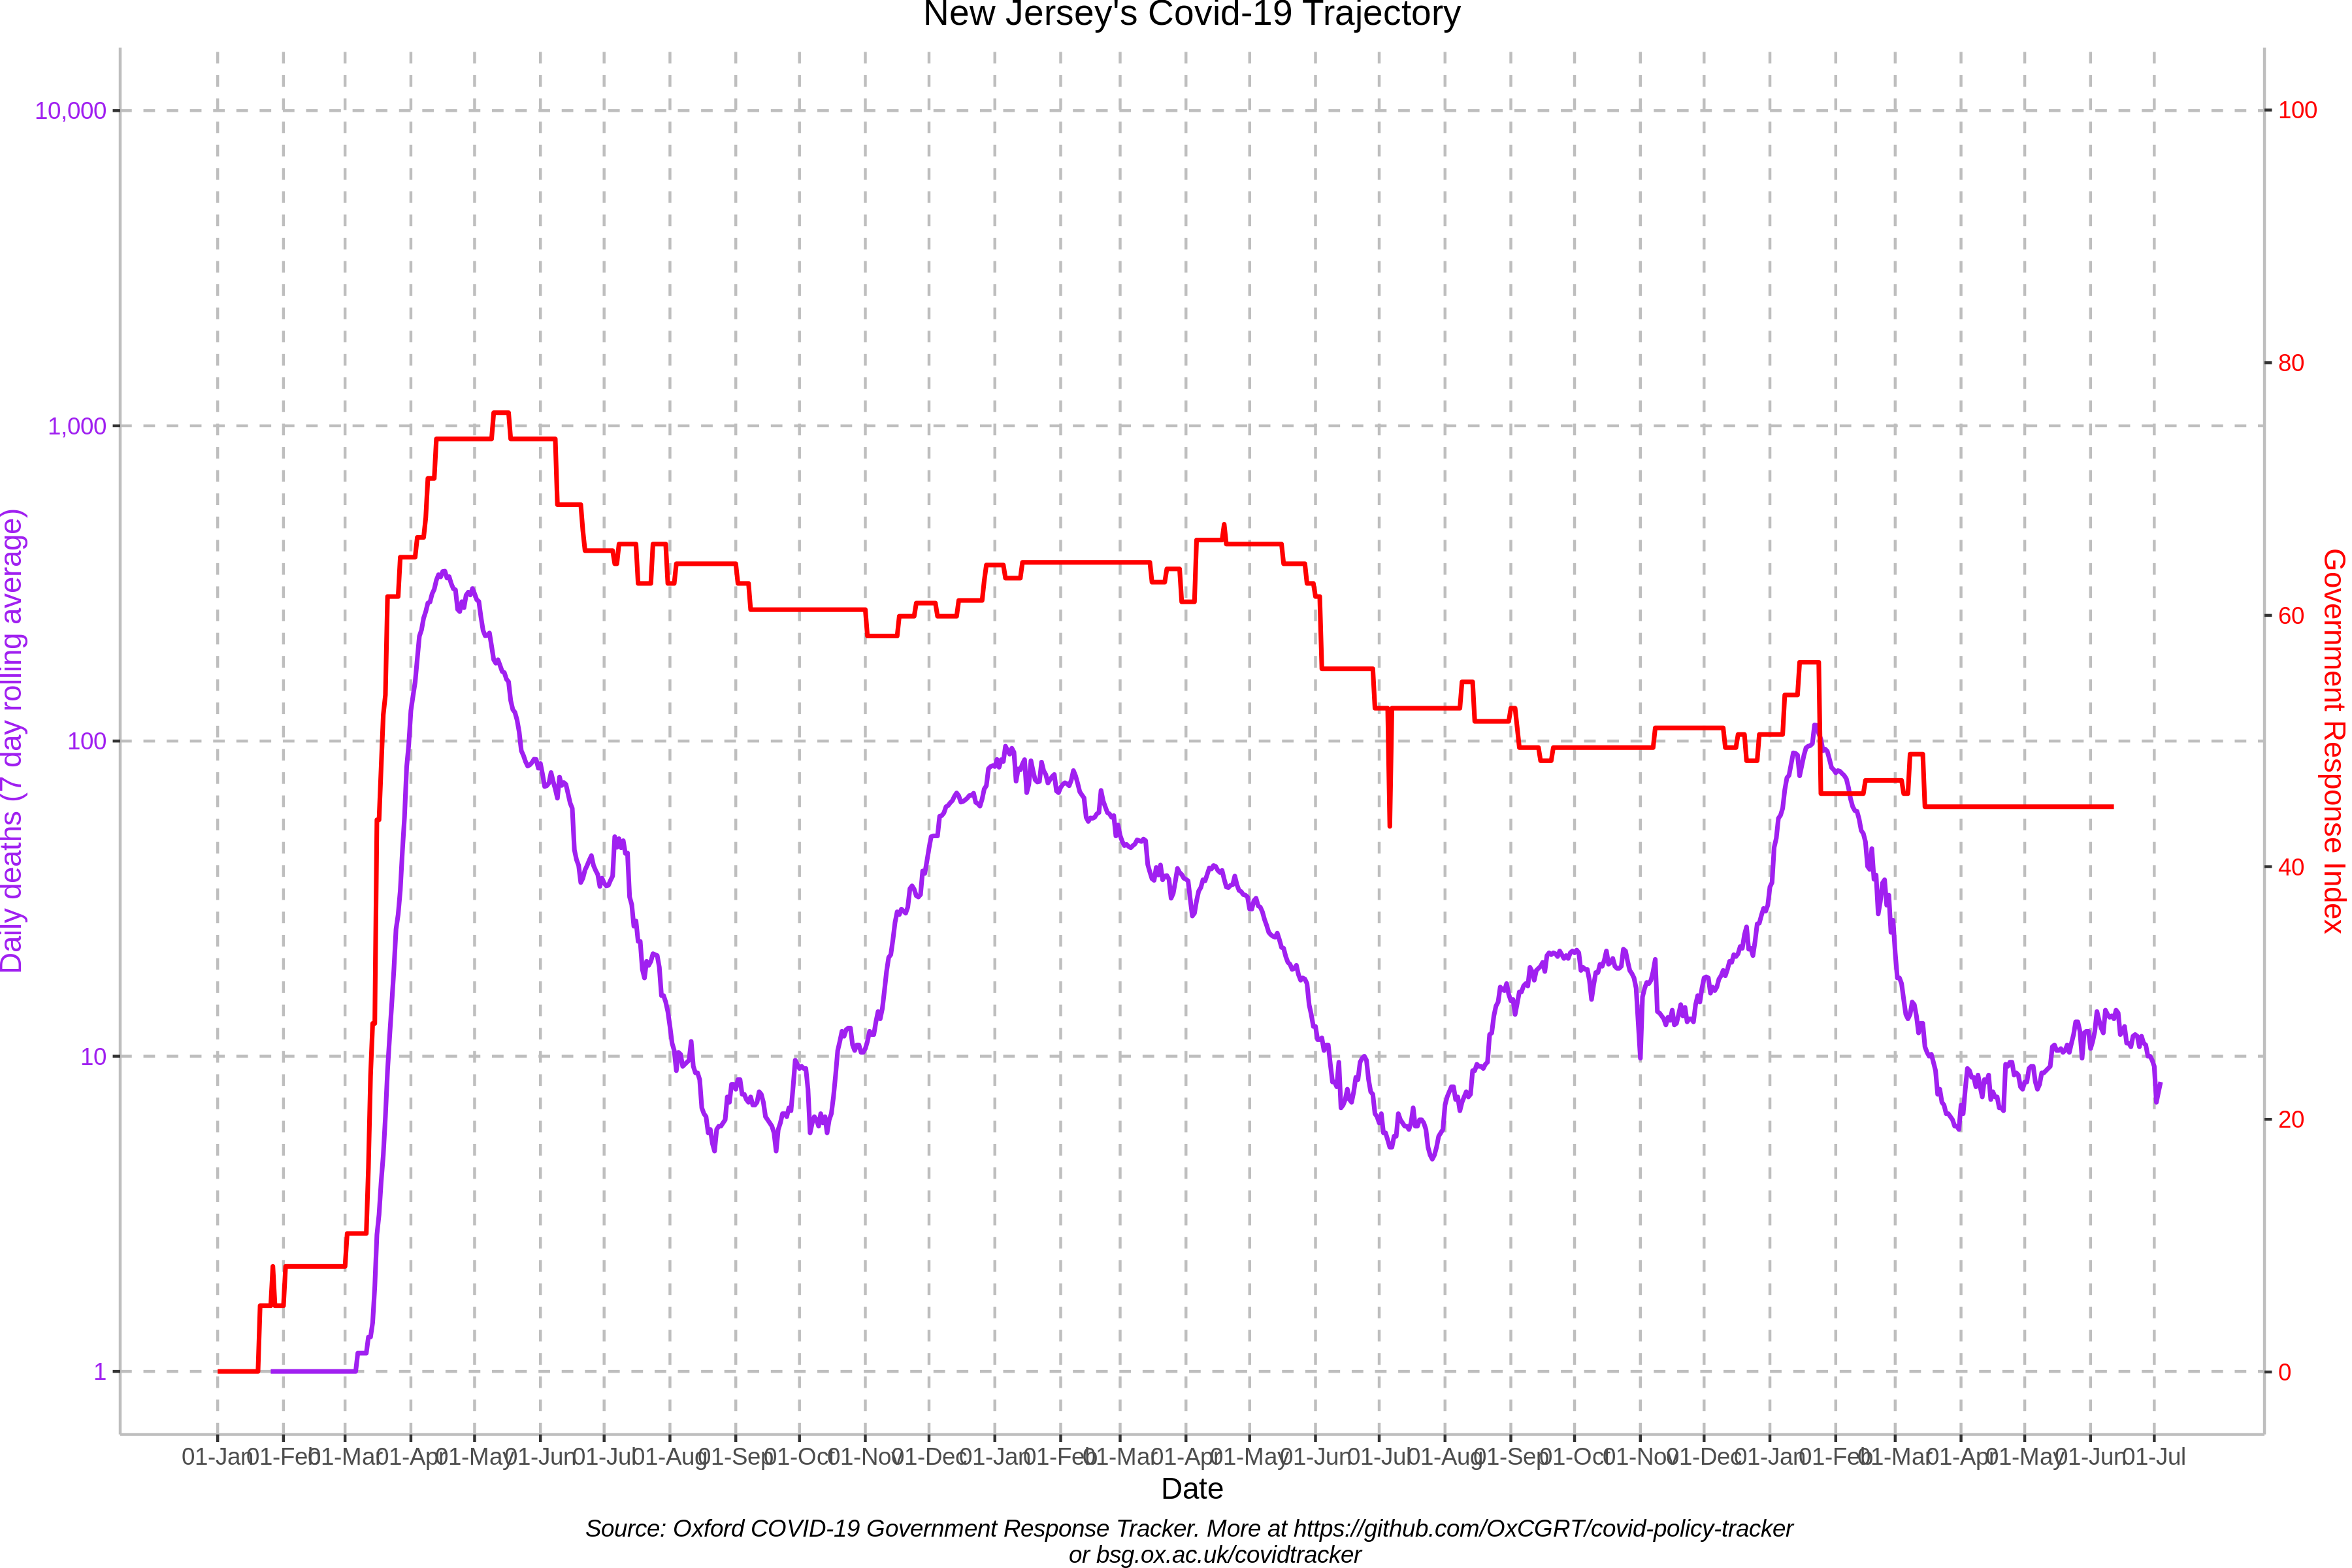 New Jersey's Covid-19 Trajectory
10,000
1,000
100
10
1
Daily deaths (7 day rolling average)
100
80
60
40
20
0
Government Response Index
01-Jan 01-Feb 01-Mar 01-Apr 01-May 01-Jun 01-Jul 01-Aug 01-Sep 01-Oct 01-Nov 01-Dec 01-Jan 01-Feb 01-Mar 01-Apr 01-May 01-Jun 01-Jul 01-Aug 01-Sep 01-Oct 01-Nov 01-Dec 01-Jan 01-Feb 01-Mar 01-Apr 01-May 01-Jun 01-Jul
Date
Source: Oxford COVID-19 Government Response Tracker. More at https://github.com/OxCGRT/covid-policy-tracker
or bsg.ox.ac.uk/covidtracker